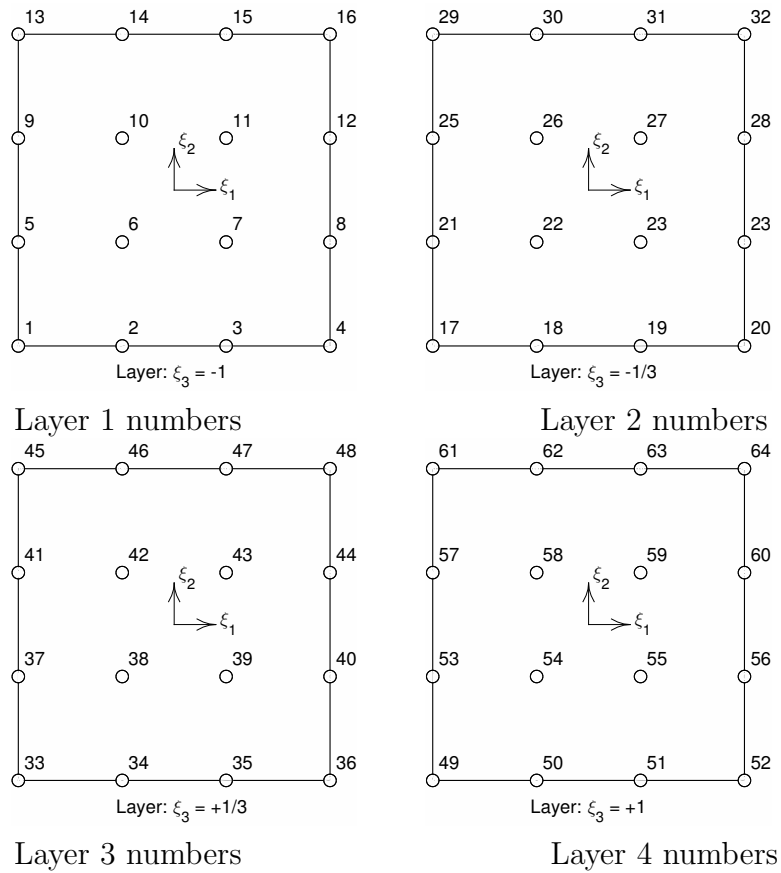 13 14 15 16
29 30 31 32
9 10 11 12
25 26 27 28
ξ2
ξ2
ξ1
ξ1
5 6 7 8
21 22 23 23
1 2 3 4
17 18 19 20
Layer: ξ3 = -1
Layer: ξ3 = -1/3
Layer 1 numbers
Layer 2 numbers
45 46 47 48
61 62 63 64
41 42 43 44
57 58 59 60
ξ2
ξ2
ξ1
ξ1
37 38 39 40
53 54 55 56
33 34 35 36
49 50 51 52
Layer: ξ3 = +1/3
Layer: ξ3 = +1
Layer 3 numbers
Layer 4 numbers